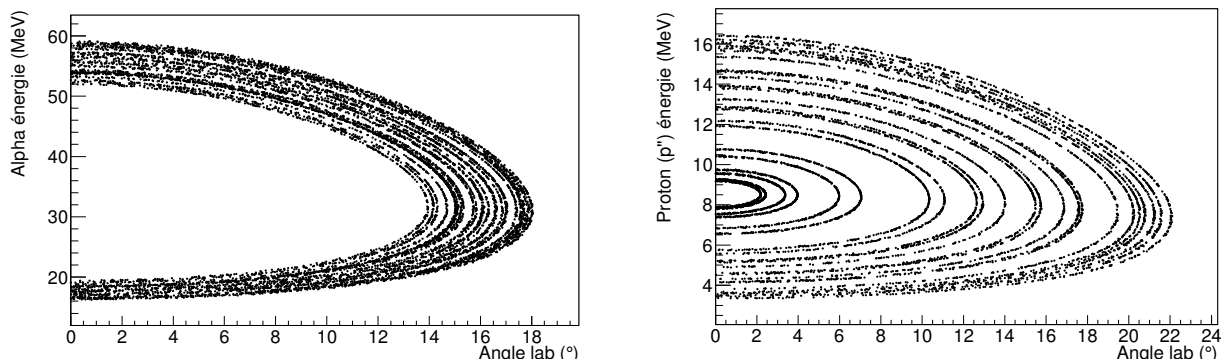 Alpha énergie (MeV)
60
50
40
30
20
0 2 4 6 8 10 12 14 16 18
Angle lab (°)
Proton (p") énergie (MeV)
16
14
12
10
8
6
4
0 2 4 6 8 10 12 14 16 18 20 22 24
Angle lab (°)